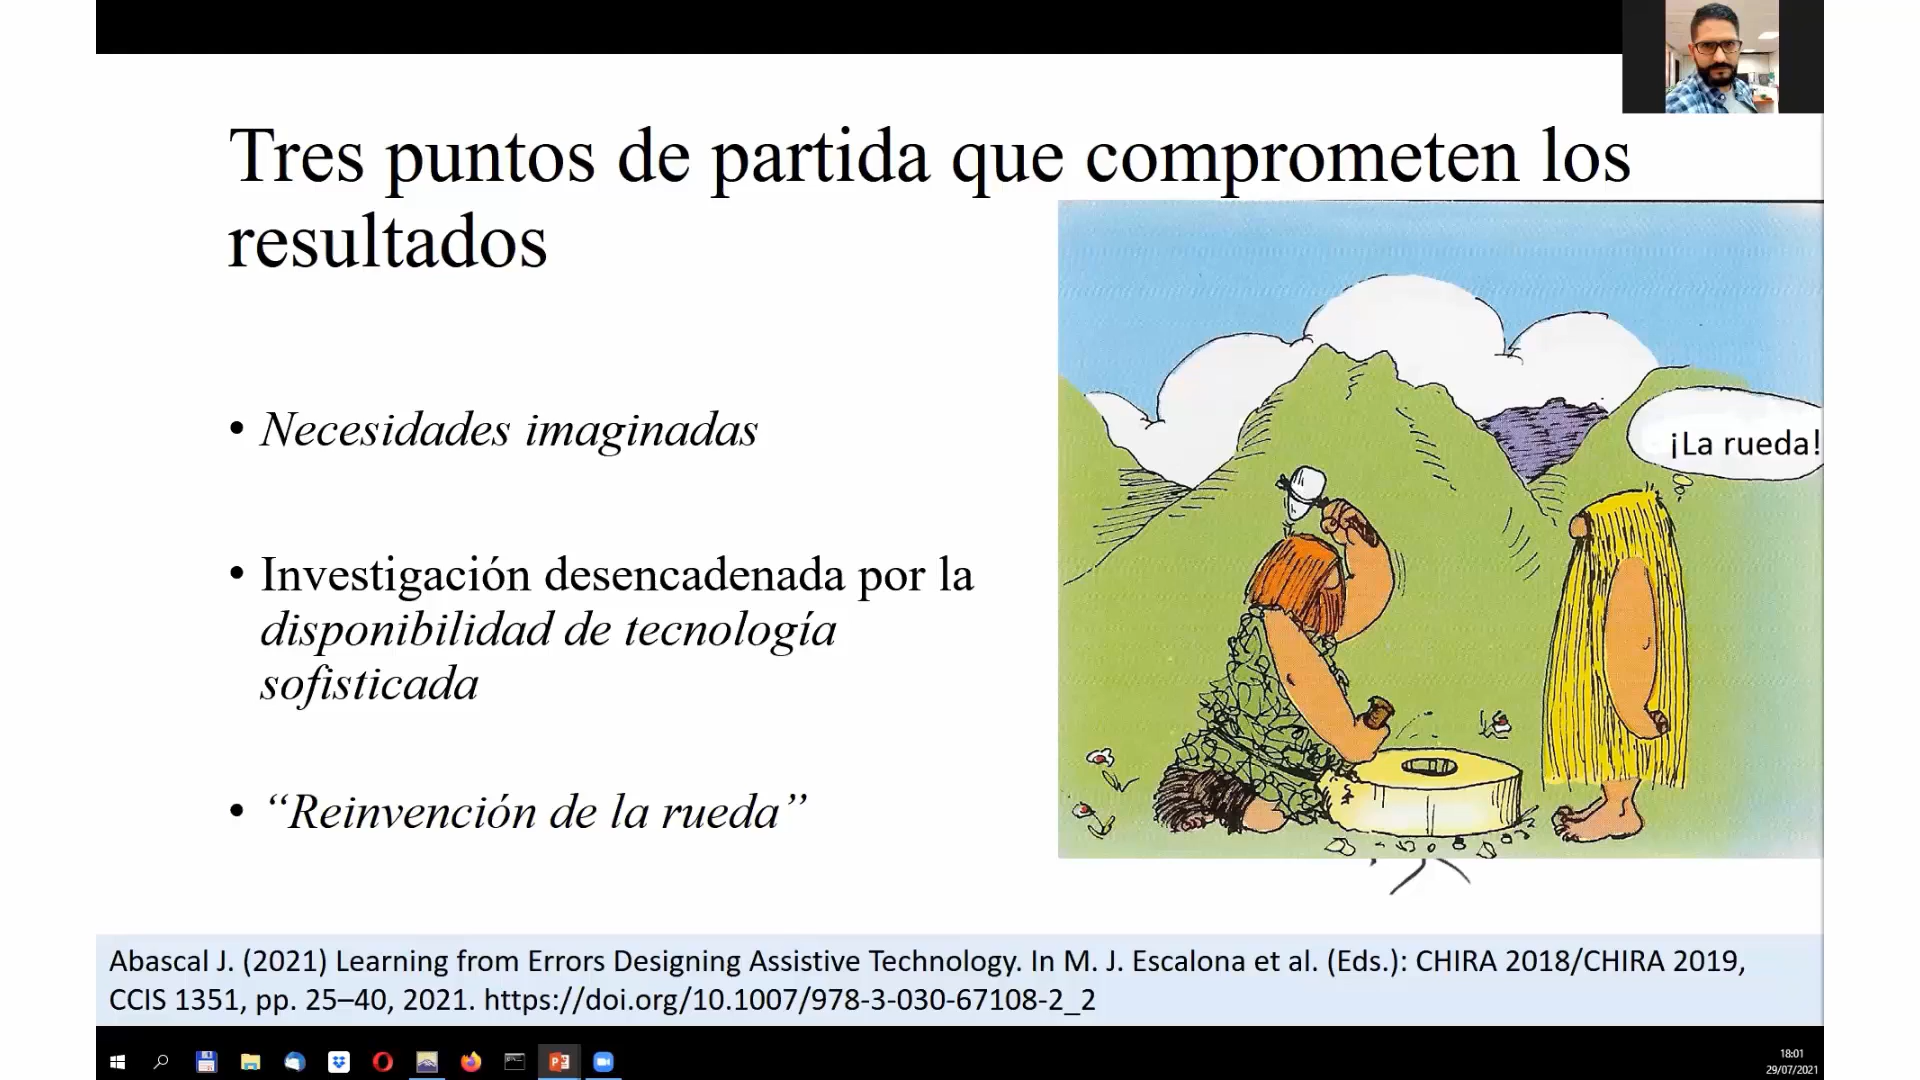 Tres puntos de partida que comprometen los
resultados
• Necesidades imaginadas
• Investigación desencadenada por la
disponibilidad de tecnología
sofisticada
• “Reinvención de la rueda”
¡La rueda!
Abascal J. (2021) Learning from Errors Designing Assistive Technology. In M. J. Escalona et al. (Eds.): CHIRA 2018/CHIRA 2019,
CCIS 1351, pp. 25–40, 2021. https://doi.org/10.1007/978-3-030-67108-2_2
18:01
29/07/2021